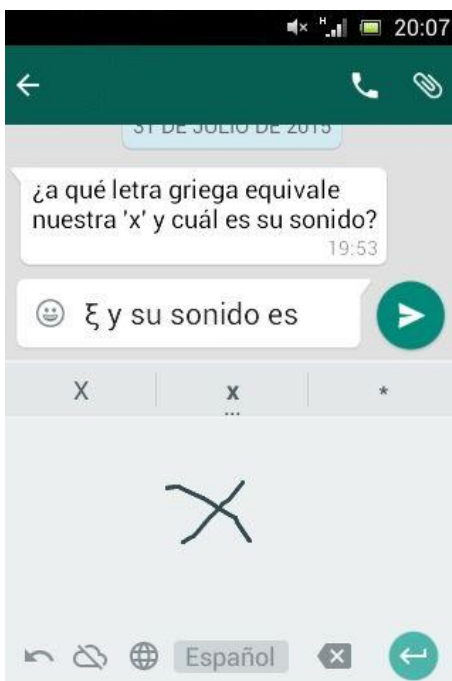 20:07
31 DE JULIO DE 2015
¿a qué letra griega equivale
nuestra 'x' y cuál es su sonido?
19:53
ξ y su sonido es
X x *
x
Español